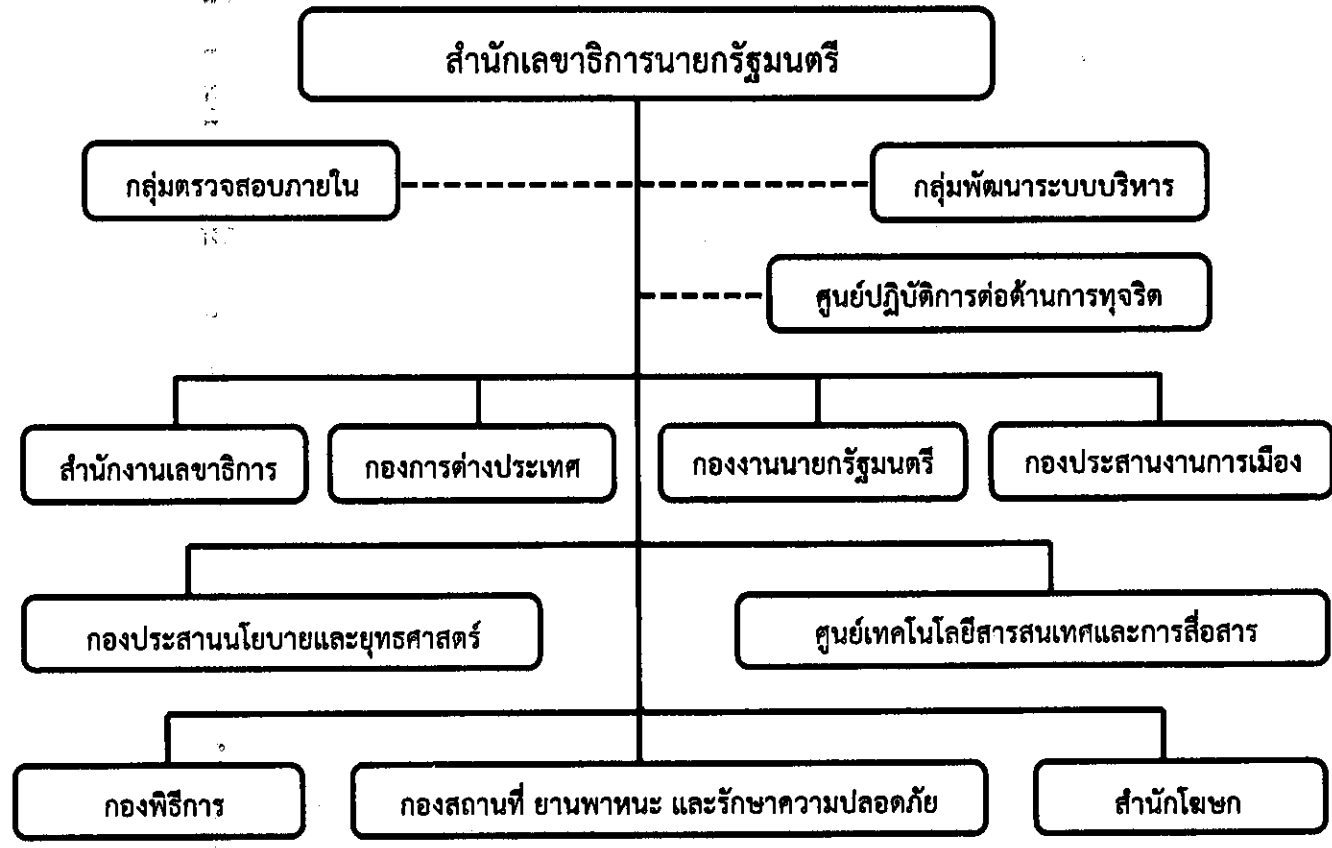 สำนักเลขาธิการนายกรัฐมนตรี
กลุ่มตรวจสอบภายใน
กลุ่มพัฒนาระบบบริหาร
ศูนย์ปฏิบัติการต่อต้านการทุจริต
สำนักงานเลขาธิการ
กองการต่างประเทศ
กองงานนายกรัฐมนตรี
กองประสานงานการเมือง
กองประสานนโยบายและยุทธศาสตร์
ศูนย์เทคโนโลยีสารสนเทศและการสื่อสาร
กองพิธีการ
กองสถานที่ ยานพาหนะ และรักษาความปลอดภัย
สำนักโฆษก